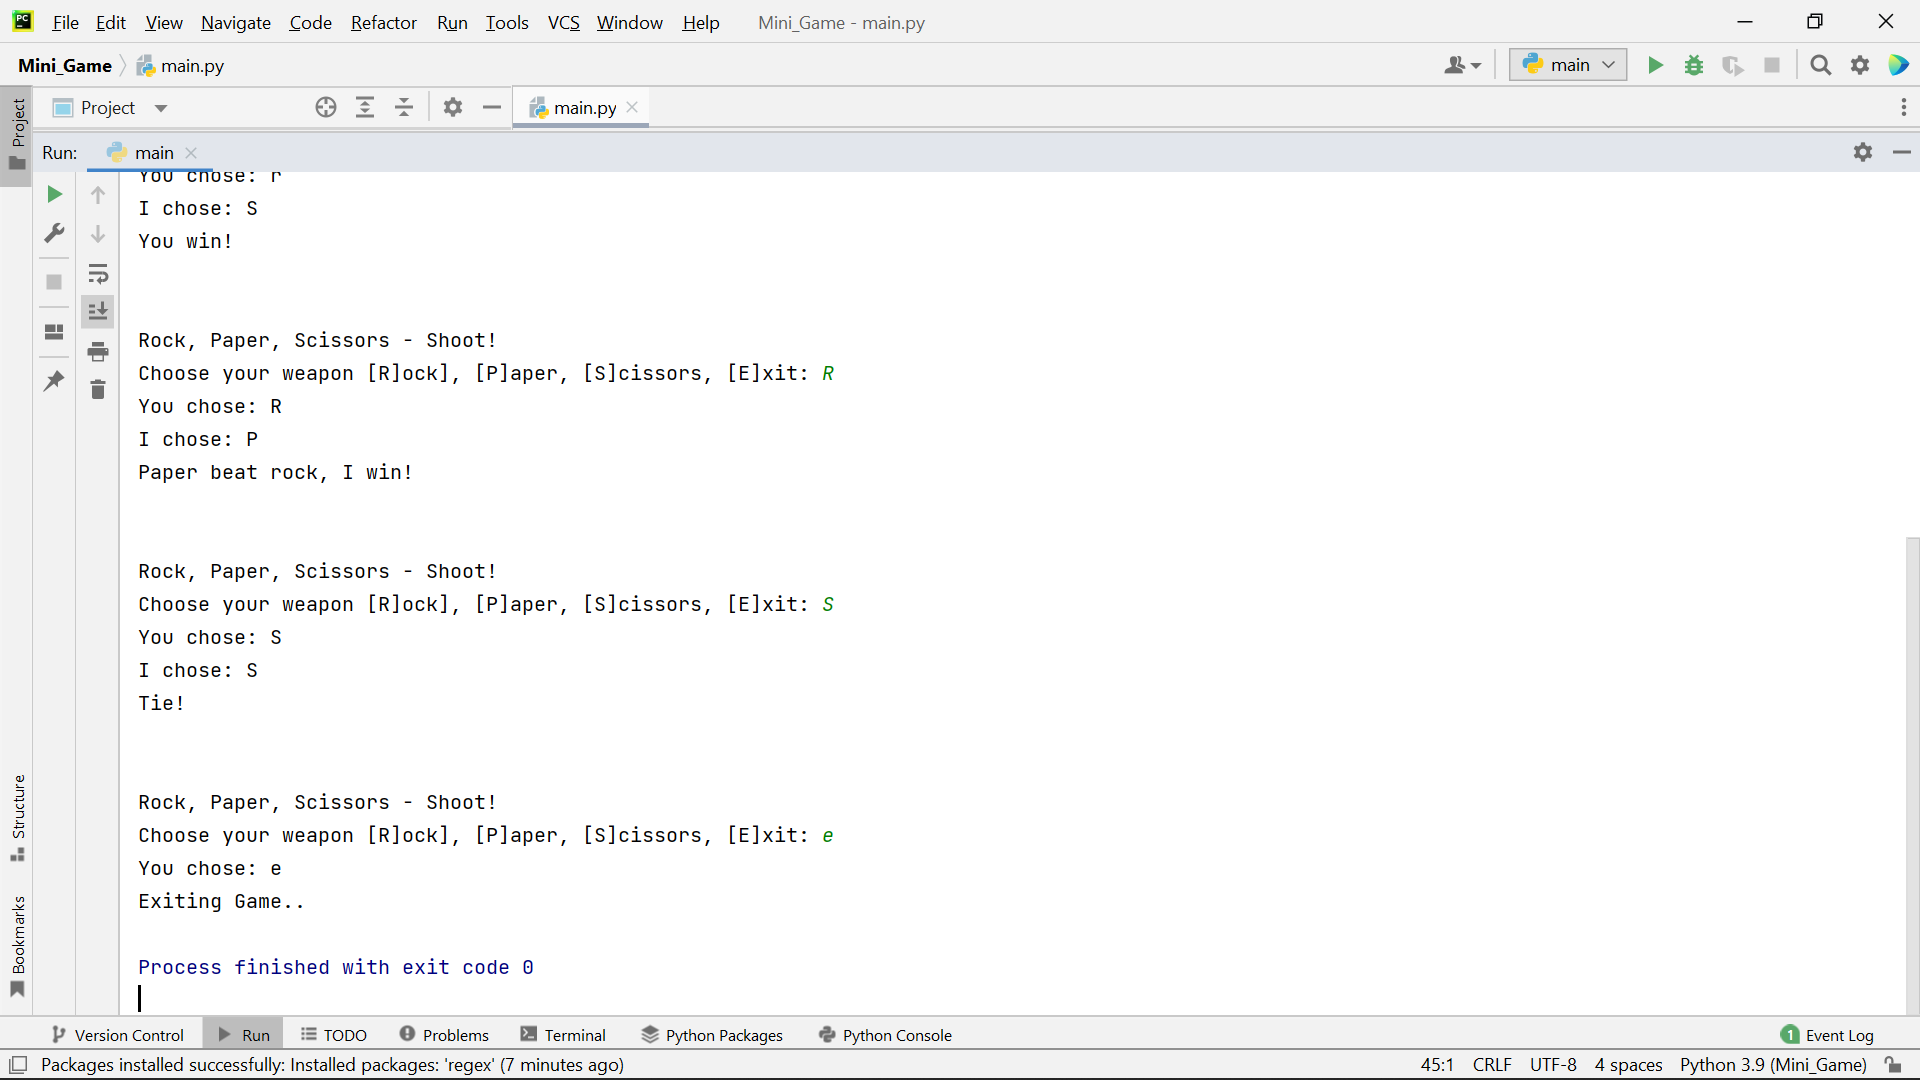 PC File Edit View Navigate Code Refactor Run Tools VCS Window Help Mini_Game - main.py
Mini_Game main.py main
Project Project main.py
Run: main
You chose: r
I chose: S
You win!
Rock, Paper, Scissors - Shoot!
Choose your weapon [R]ock], [P]aper, [S]cissors, [E]xit: R
You chose: R
I chose: P
Paper beat rock, I win!
Rock, Paper, Scissors - Shoot!
Choose your weapon [R]ock], [P]aper, [S]cissors, [E]xit: S
You chose: S
I chose: S
Tie!
Rock, Paper, Scissors - Shoot!
Choose your weapon [R]ock], [P]aper, [S]cissors, [E]xit: e
You chose: e
Exiting Game..
Process finished with exit code 0
Structure
Bookmarks
Version Control Run TODO Problems Terminal Python Packages Python Console 1 Event Log
Packages installed successfully: Installed packages: 'regex' (7 minutes ago) 45:1 CRLF UTF-8 4 spaces Python 3.9 (Mini_Game)